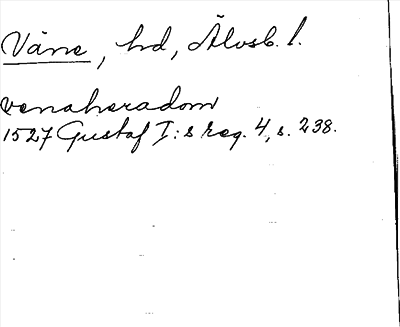 Väne, hd, Älvsb. l.
venaheradom
1527 Gustaf I:s reg. 4, s. 238.